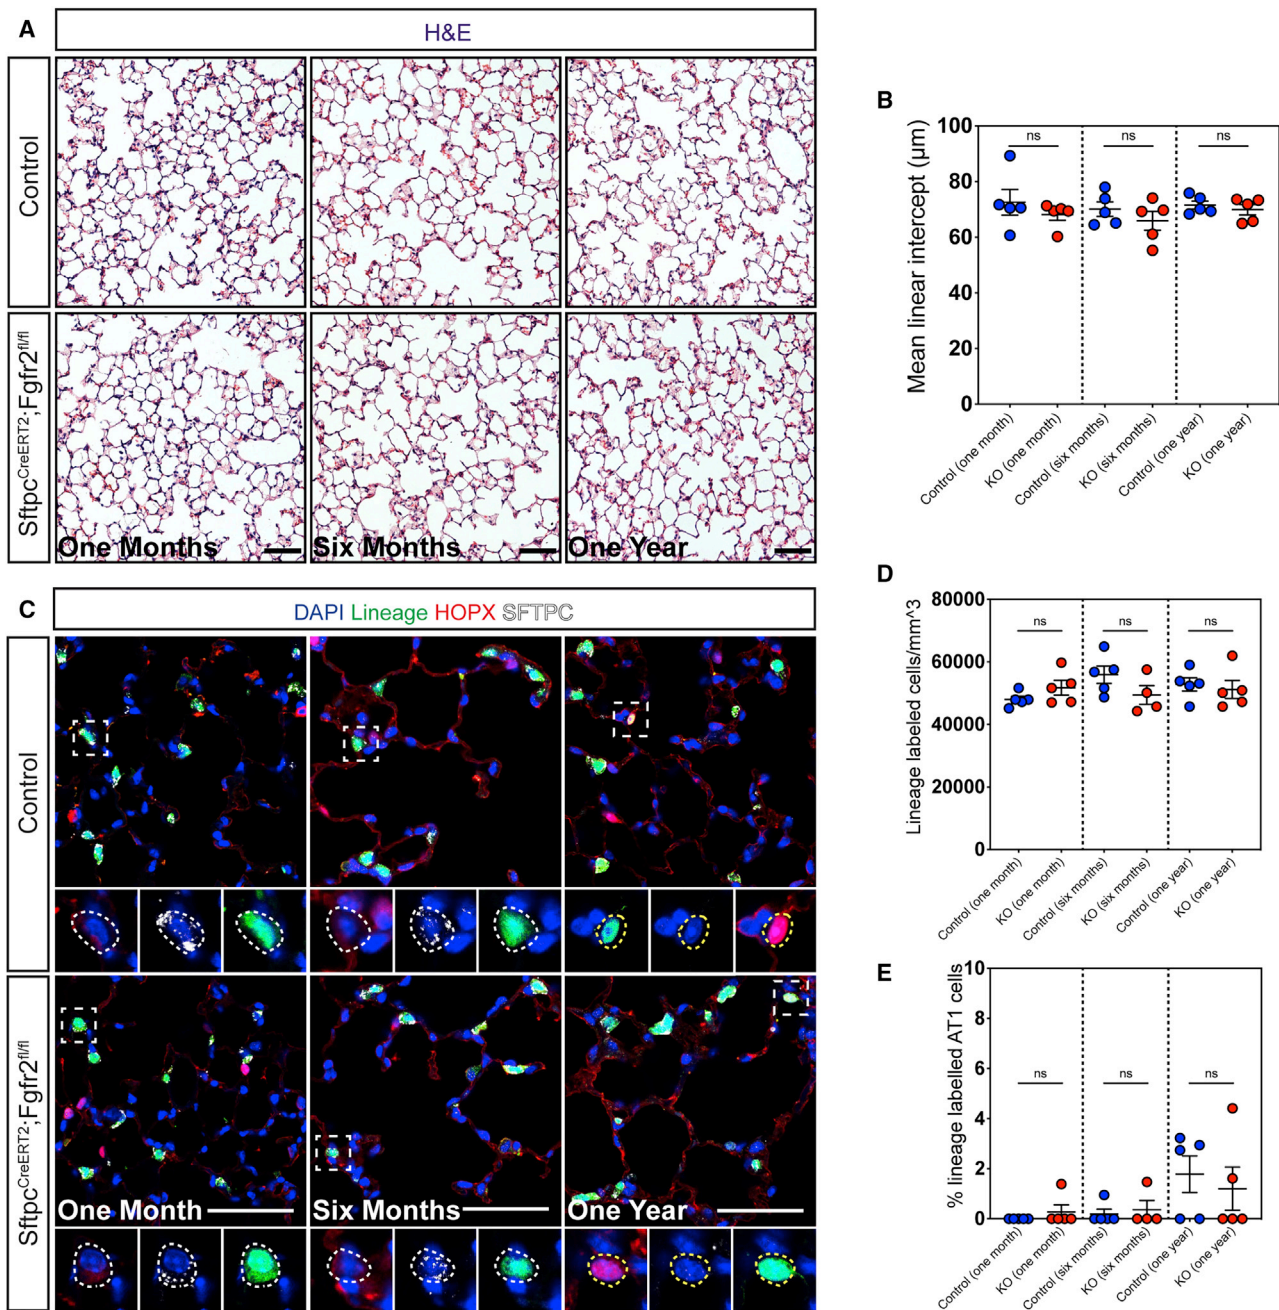 A
H&E
Control
Sftpc^CreERT2;Fgfr2^fl/fl
One Months
Six Months
One Year
B
Mean linear intercept (μm)
100
80
60
40
20
0
ns
ns
ns
Control (one month)
KO (one month)
Control (six months)
KO (six months)
Control (one year)
KO (one year)
C
DAPI Lineage HOPX SFTPC
Control
Sftpc^CreERT2;Fgfr2^fl/fl
One Month
Six Months
One Year
D
Lineage labeled cells/mm^3
80000
60000
40000
20000
0
ns
ns
ns
Control (one month)
KO (one month)
Control (six months)
KO (six months)
Control (one year)
KO (one year)
E
% lineage labelled AT1 cells
10
8
6
4
2
0
ns
ns
ns
Control (one month)
KO (one month)
Control (six months)
KO (six months)
Control (one year)
KO (one year)